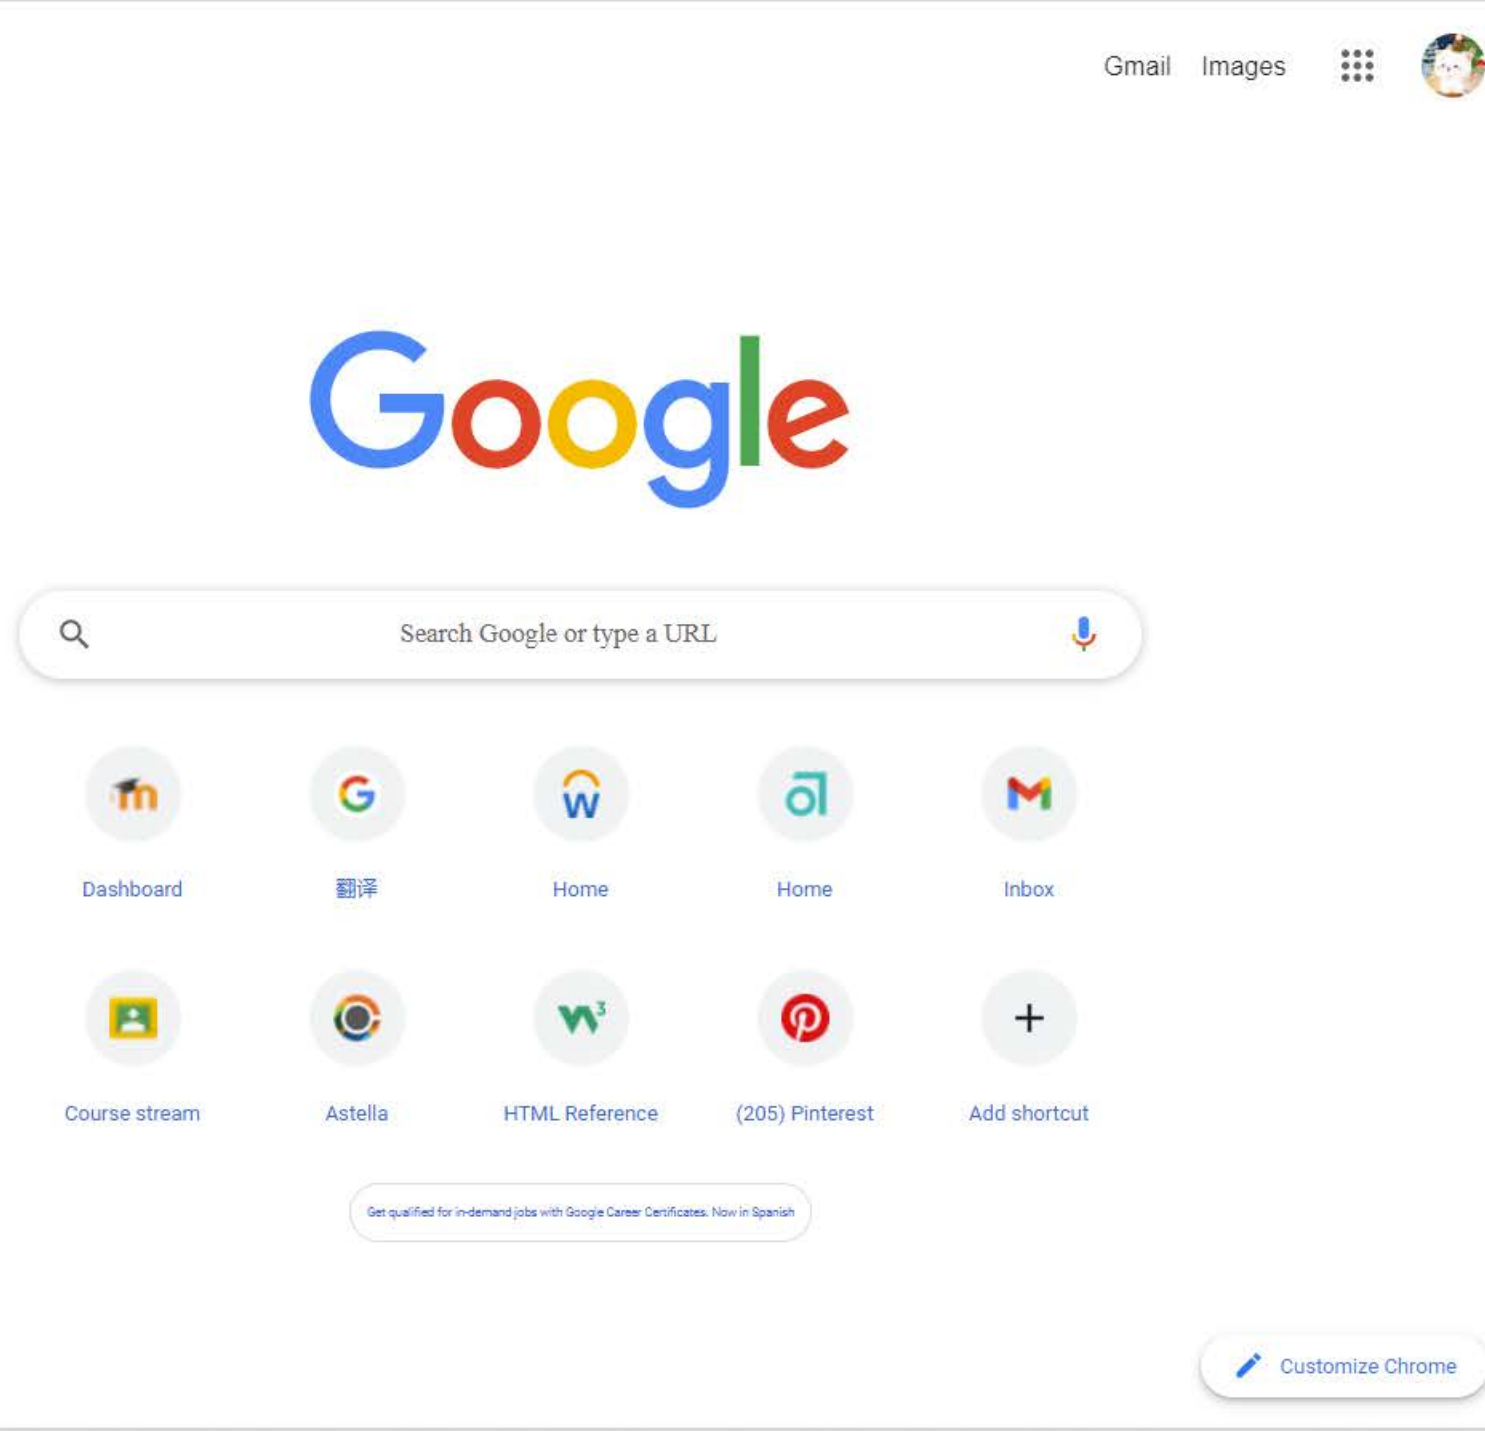 Gmail Images
Google
Search Google or type a URL
Dashboard
翻译
Home
Home
Inbox
Course stream
Astella
HTML Reference
(205) Pinterest
Add shortcut
Get qualified for in-demand jobs with Google Career Certificates. Now in Spanish
Customize Chrome